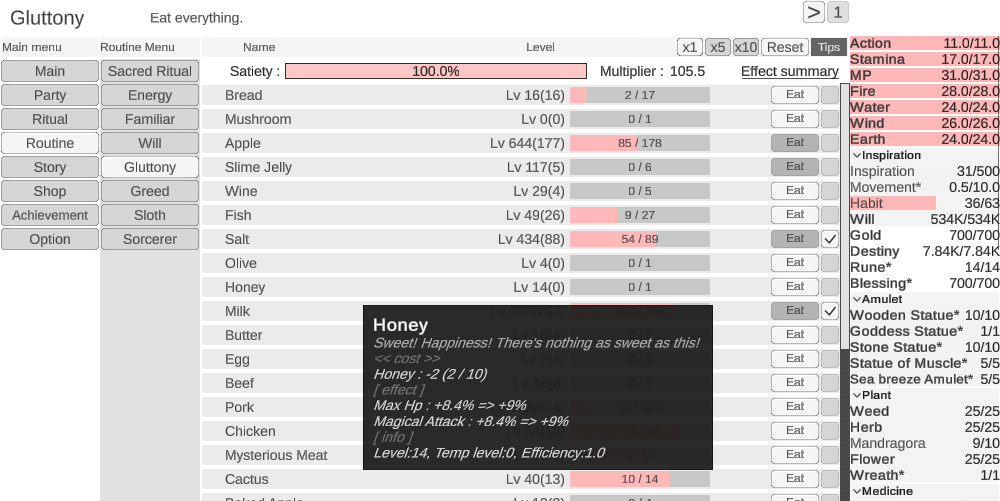 Gluttony Eat everything. > 1
Main menu Routine Menu Name Level x1 x5 x10 Reset Tips
Main Sacred Ritual Satiety : 100.0% Multiplier : 105.5 Effect summary
Party Energy
Ritual Familiar
Routine Will
Story Gluttony
Shop Greed
Achievement Sloth
Option Sorcerer
Bread Lv 16(16) 2 / 17 Eat
Mushroom Lv 0(0) 0 / 1 Eat
Apple Lv 644(177) 85 / 178 Eat
Slime Jelly Lv 117(5) 0 / 6 Eat
Wine Lv 29(4) 0 / 5 Eat
Fish Lv 49(26) 9 / 27 Eat
Salt Lv 434(88) 54 / 89 Eat
Olive Lv 4(0) 0 / 1 Eat
Honey Lv 14(0) 0 / 1 Eat
Milk Eat
Butter Eat
Egg Eat
Beef Eat
Pork Eat
Chicken Eat
Mysterious Meat Eat
Cactus Lv 40(13) 10 / 14 Eat
Honey
Sweet! Happiness! There's nothing as sweet as this!
<< cost >>
Honey : -2 (2 / 10)
[ effect ]
Max Hp : +8.4% => +9%
Magical Attack : +8.4% => +9%
[ info ]
Level:14, Temp level:0, Efficiency:1.0
Action 11.0/11.0
Stamina 17.0/17.0
MP 31.0/31.0
Fire 28.0/28.0
Water 24.0/24.0
Wind 26.0/26.0
Earth 24.0/24.0
Inspiration
Inspiration 31/500
Movement* 0.5/10.0
Habit 36/63
Will 534K/534K
Gold 700/700
Destiny 7.84K/7.84K
Rune* 14/14
Blessing* 700/700
Amulet
Wooden Statue* 10/10
Goddess Statue* 1/1
Stone Statue* 10/10
Statue of Muscle* 5/5
Sea breeze Amulet* 5/5
Plant
Weed 25/25
Herb 25/25
Mandragora 9/10
Flower 25/25
Wreath* 1/1
Medicine